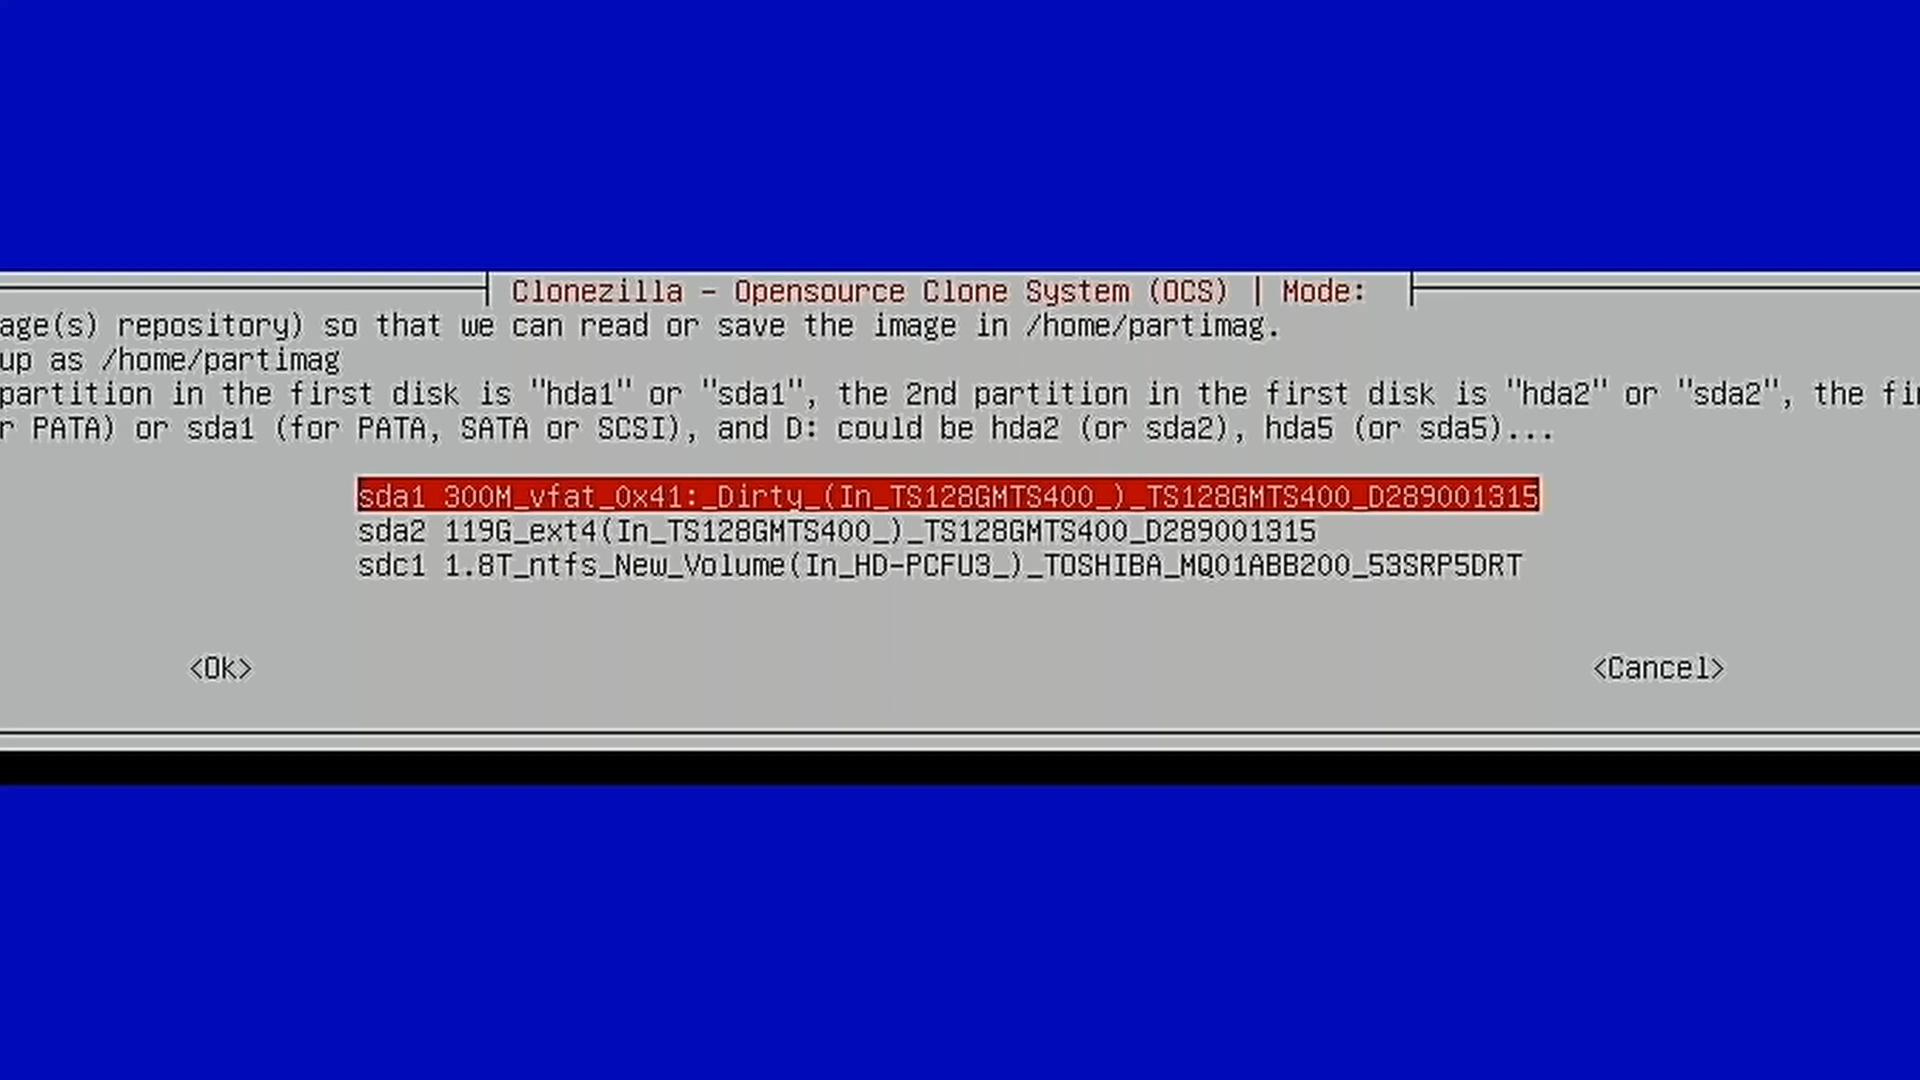 Clonezilla - Opensource Clone System (OCS) | Mode:
age(s) repository) so that we can read or save the image in /home/partimag.
up as /home/partimag
partition in the first disk is "hda1" or "sda1", the 2nd partition in the first disk is "hda2" or "sda2", the fir
r PATA) or sda1 (for PATA, SATA or SCSI), and D: could be hda2 (or sda2), hda5 (or sda5)...
sda1 300M_vfat_0x41:_Dirty_(In_TS128GMTS400_)_TS128GMTS400_D289001315
sda2 119G_ext4(In_TS128GMTS400_)_TS128GMTS400_D289001315
sdc1 1.8T_ntfs_New_Volume(In_HD-PCFU3_)_TOSHIBA_MQ01ABB200_53SRP5DRT
<Ok> <Cancel>